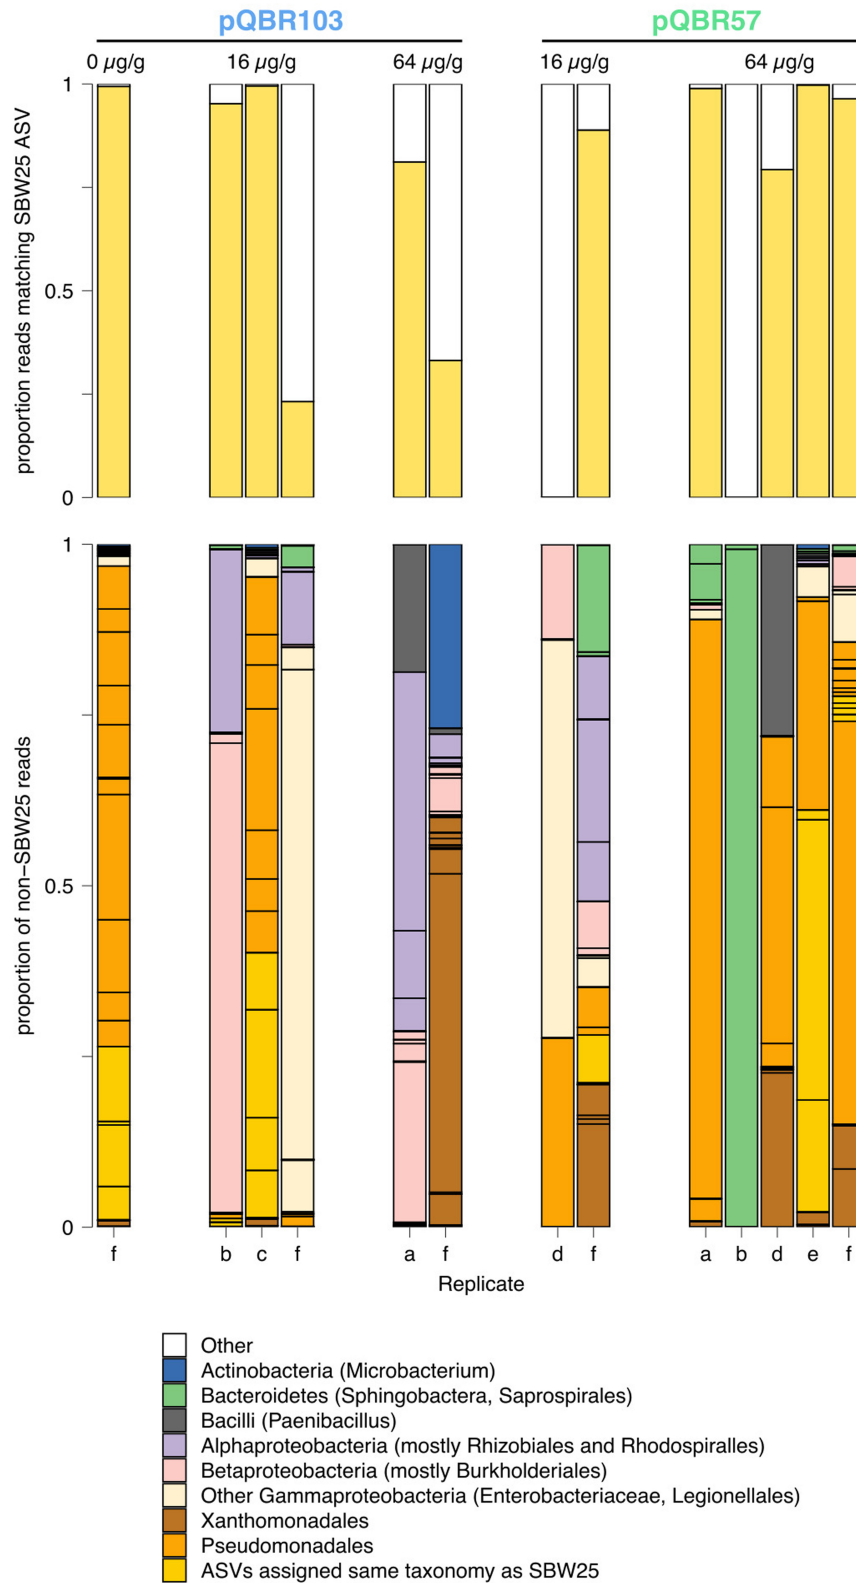 pQBR103 pQBR57
0 µg/g 16 µg/g 64 µg/g 16 µg/g 64 µg/g
proportion reads matching SBW25 ASV
1
0.5
0
proportion of non−SBW25 reads
1
0.5
0
f b c f a f d f a b d e f
Replicate
Other
Actinobacteria (Microbacterium)
Bacteroidetes (Sphingobactera, Saprospirales)
Bacilli (Paenibacillus)
Alphaproteobacteria (mostly Rhizobiales and Rhodospiralles)
Betaproteobacteria (mostly Burkholderiales)
Other Gammaproteobacteria (Enterobacteriaceae, Legionellales)
Xanthomonadales
Pseudomonadales
ASVs assigned same taxonomy as SBW25